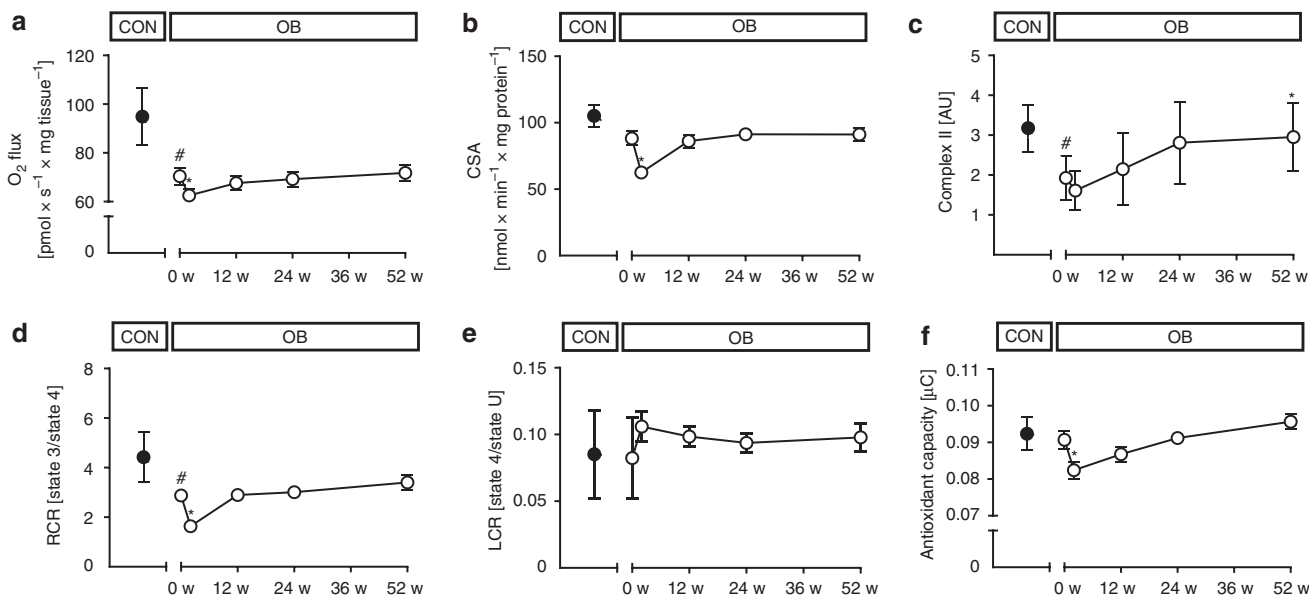 a
CON
OB
O2 flux
[pmol × s−1 × mg tissue−1]
120
100
80
60
0
#
*
0 w
12 w
24 w
36 w
52 w
b
CON
OB
CSA
[nmol × min−1 × mg protein−1]
150
100
50
0
*
0 w
12 w
24 w
36 w
52 w
c
CON
OB
Complex II [AU]
5
4
3
2
1
#
*
0 w
12 w
24 w
36 w
52 w
d
CON
OB
RCR [state 3/state 4]
8
6
4
2
0
#
*
0 w
12 w
24 w
36 w
52 w
e
CON
OB
LCR [state 4/state U]
0.15
0.10
0.05
0.00
0 w
12 w
24 w
36 w
52 w
f
CON
OB
Antioxidant capacity [μC]
0.11
0.10
0.09
0.08
0.07
0
*
0 w
12 w
24 w
36 w
52 w